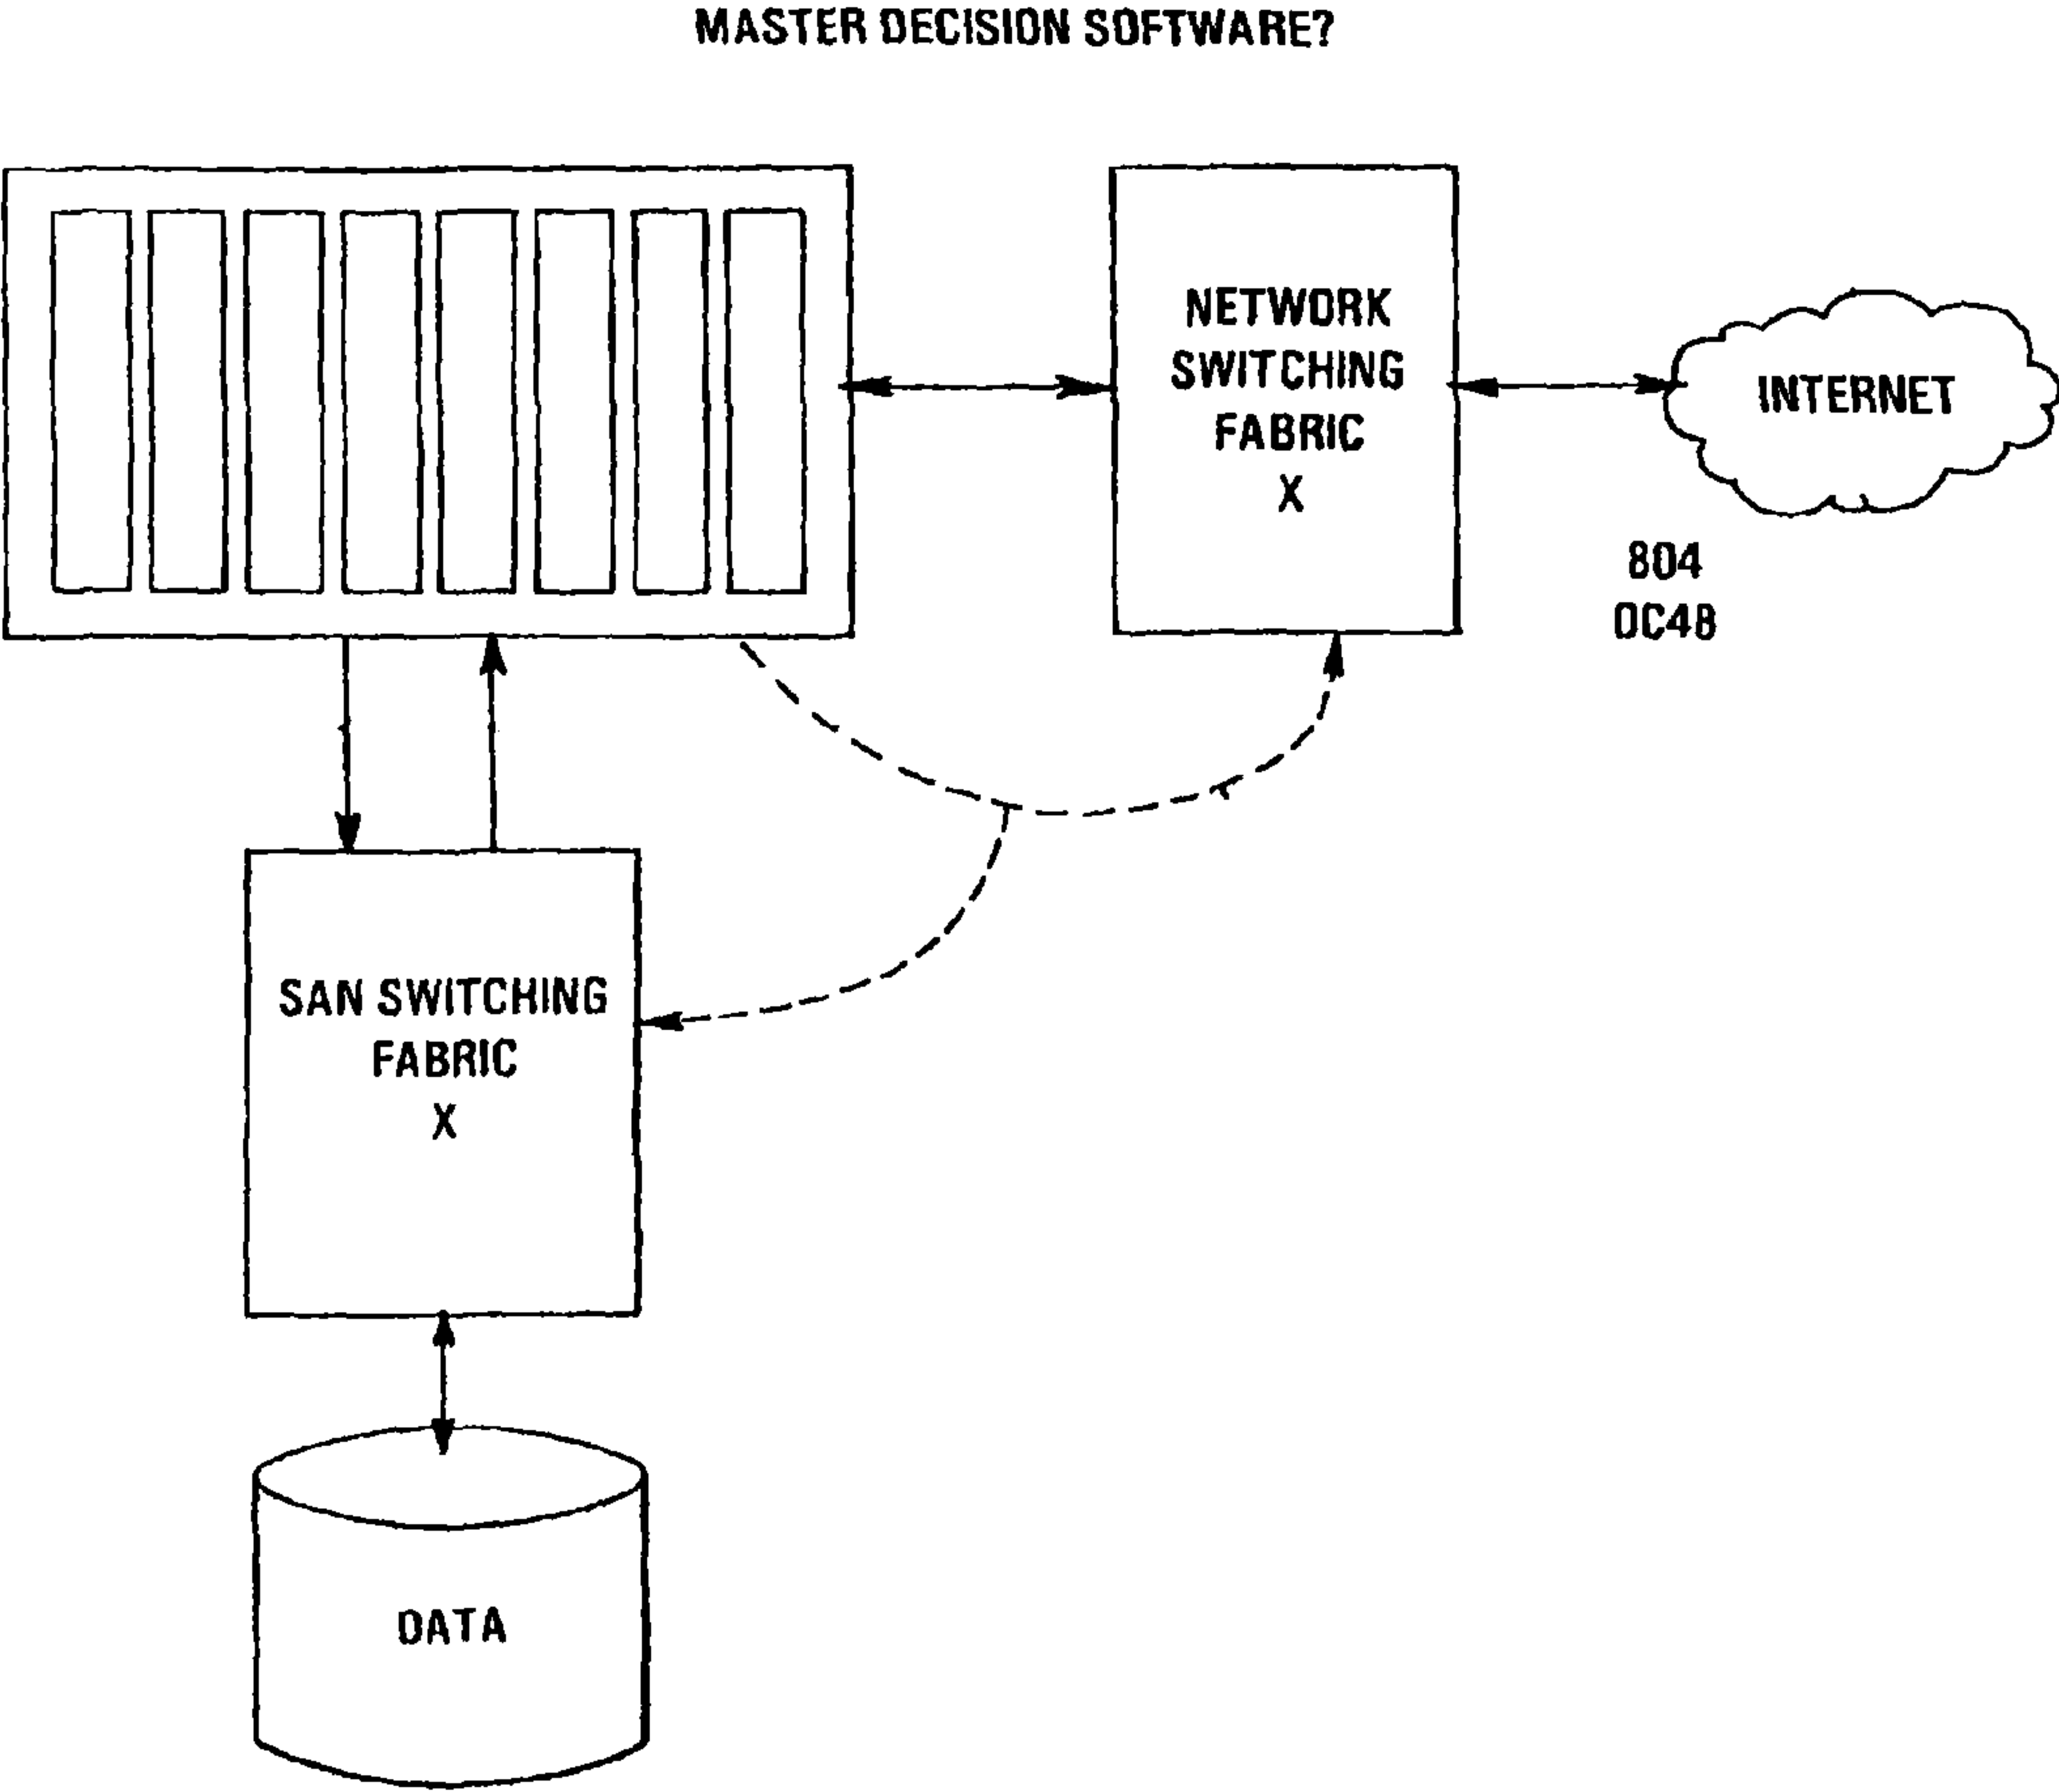 MASTER DECISION SOFTWARE?
NETWORK
SWITCHING
FABRIC
X
INTERNET
804
OC48
SAN SWITCHING
FABRIC
X
DATA